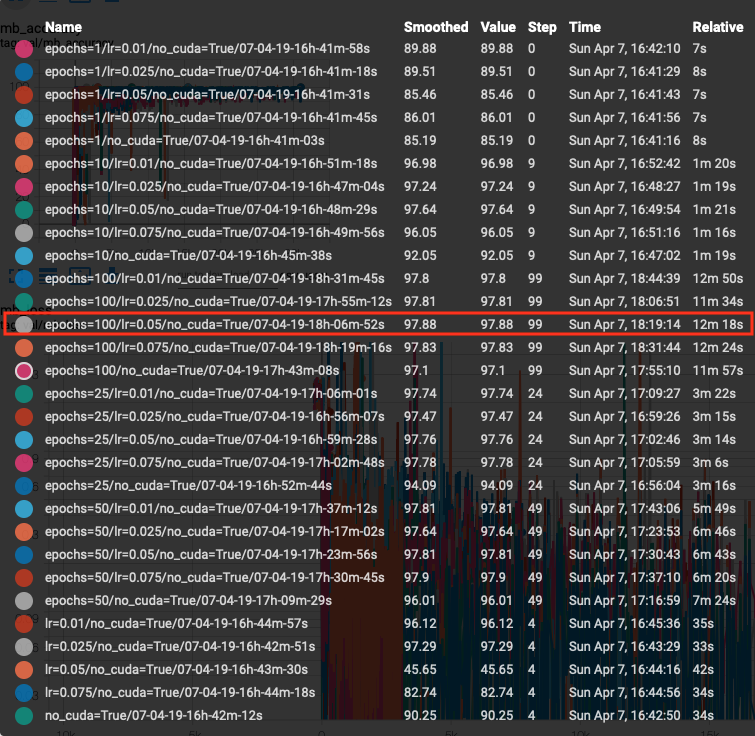 Name Smoothed Value Step Time Relative
epochs=1/lr=0.01/no_cuda=True/07-04-19-16h-41m-58s 89.88 89.88 0 Sun Apr 7, 16:42:10 7s
epochs=1/lr=0.025/no_cuda=True/07-04-19-16h-41m-18s 89.51 89.51 0 Sun Apr 7, 16:41:29 8s
epochs=1/lr=0.05/no_cuda=True/07-04-19-16h-41m-31s 85.46 85.46 0 Sun Apr 7, 16:41:43 7s
epochs=1/lr=0.075/no_cuda=True/07-04-19-16h-41m-45s 86.01 86.01 0 Sun Apr 7, 16:41:56 7s
epochs=1/no_cuda=True/07-04-19-16h-41m-03s 85.19 85.19 0 Sun Apr 7, 16:41:16 8s
epochs=10/lr=0.01/no_cuda=True/07-04-19-16h-51m-18s 96.98 96.98 9 Sun Apr 7, 16:52:42 1m 20s
epochs=10/lr=0.025/no_cuda=True/07-04-19-16h-47m-04s 97.24 97.24 9 Sun Apr 7, 16:48:27 1m 19s
epochs=10/lr=0.05/no_cuda=True/07-04-19-16h-48m-29s 97.64 97.64 9 Sun Apr 7, 16:49:54 1m 21s
epochs=10/lr=0.075/no_cuda=True/07-04-19-16h-49m-56s 96.05 96.05 9 Sun Apr 7, 16:51:16 1m 16s
epochs=10/no_cuda=True/07-04-19-16h-45m-38s 92.05 92.05 9 Sun Apr 7, 16:47:02 1m 19s
epochs=100/lr=0.01/no_cuda=True/07-04-19-18h-31m-45s 97.8 97.8 99 Sun Apr 7, 18:44:39 12m 50s
epochs=100/lr=0.025/no_cuda=True/07-04-19-17h-55m-12s 97.81 97.81 99 Sun Apr 7, 18:06:51 11m 34s
epochs=100/lr=0.05/no_cuda=True/07-04-19-18h-06m-52s 97.88 97.88 99 Sun Apr 7, 18:19:14 12m 18s
epochs=100/lr=0.075/no_cuda=True/07-04-19-18h-19m-16s 97.83 97.83 99 Sun Apr 7, 18:31:44 12m 24s
epochs=100/no_cuda=True/07-04-19-17h-43m-08s 97.1 97.1 99 Sun Apr 7, 17:55:10 11m 57s
epochs=25/lr=0.01/no_cuda=True/07-04-19-17h-06m-01s 97.74 97.74 24 Sun Apr 7, 17:09:27 3m 22s
epochs=25/lr=0.025/no_cuda=True/07-04-19-16h-56m-07s 97.47 97.47 24 Sun Apr 7, 16:59:26 3m 15s
epochs=25/lr=0.05/no_cuda=True/07-04-19-16h-59m-28s 97.76 97.76 24 Sun Apr 7, 17:02:46 3m 14s
epochs=25/lr=0.075/no_cuda=True/07-04-19-17h-02m-48s 97.78 97.78 24 Sun Apr 7, 17:05:59 3m 6s
epochs=25/no_cuda=True/07-04-19-16h-52m-44s 94.09 94.09 24 Sun Apr 7, 16:56:04 3m 16s
epochs=50/lr=0.01/no_cuda=True/07-04-19-17h-37m-12s 97.81 97.81 49 Sun Apr 7, 17:43:06 5m 49s
epochs=50/lr=0.025/no_cuda=True/07-04-19-17h-17m-02s 97.64 97.64 49 Sun Apr 7, 17:23:53 6m 46s
epochs=50/lr=0.05/no_cuda=True/07-04-19-17h-23m-56s 97.81 97.81 49 Sun Apr 7, 17:30:43 6m 43s
epochs=50/lr=0.075/no_cuda=True/07-04-19-17h-30m-45s 97.9 97.9 49 Sun Apr 7, 17:37:10 6m 20s
epochs=50/no_cuda=True/07-04-19-17h-09m-29s 96.01 96.01 49 Sun Apr 7, 17:16:59 7m 24s
lr=0.01/no_cuda=True/07-04-19-16h-44m-57s 96.12 96.12 4 Sun Apr 7, 16:45:36 35s
lr=0.025/no_cuda=True/07-04-19-16h-42m-51s 97.29 97.29 4 Sun Apr 7, 16:43:29 33s
lr=0.05/no_cuda=True/07-04-19-16h-43m-30s 45.65 45.65 4 Sun Apr 7, 16:44:16 42s
lr=0.075/no_cuda=True/07-04-19-16h-44m-18s 82.74 82.74 4 Sun Apr 7, 16:44:56 34s
no_cuda=True/07-04-19-16h-42m-12s 90.25 90.25 4 Sun Apr 7, 16:42:50 34s